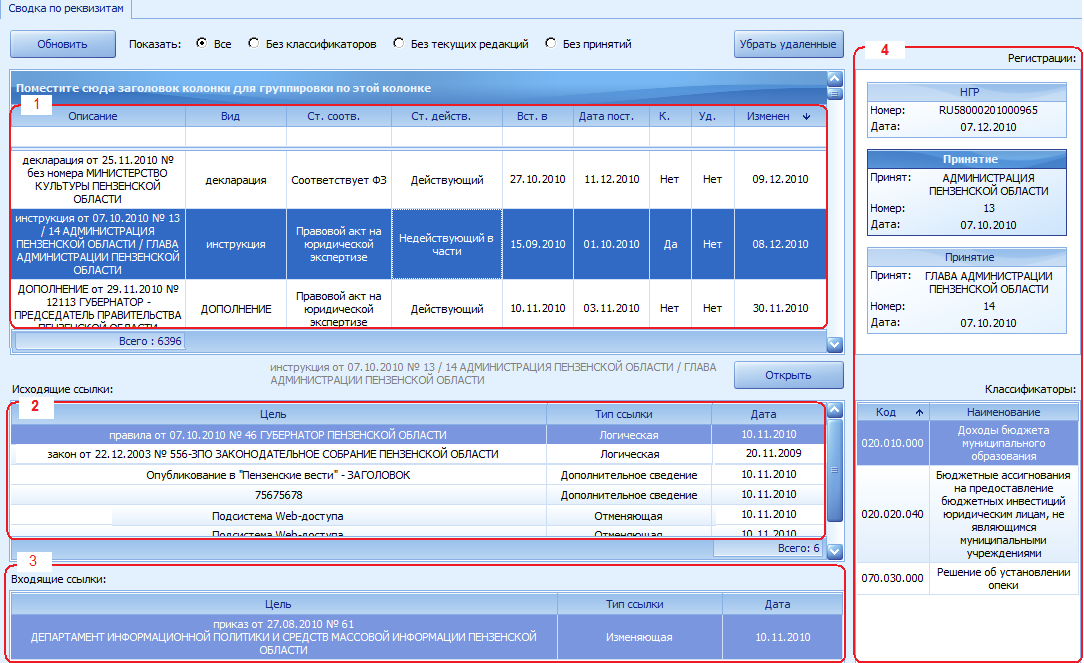 Сводка по реквизитам
Обновить
Показать:
Все
Без классификаторов
Без текущих редакций
Без принятий
Убрать удаленные
Поместите сюда заголовок колонки для группировки по этой колонке
1
Описание Вид Ст. соотв. Ст. действ. Вст. в Дата пост. К. Уд. Изменен
декларация от 25.11.2010 №
без номера МИНИСТЕРСТВО
КУЛЬТУРЫ ПЕНЗЕНСКОЙ
ОБЛАСТИ
декларация
Соответствует ФЗ
Действующий
27.10.2010
11.12.2010
Нет
Нет
09.12.2010
инструкция от 07.10.2010 № 13
/ 14 АДМИНИСТРАЦИЯ
ПЕНЗЕНСКОЙ ОБЛАСТИ / ГЛАВА
АДМИНИСТРАЦИИ ПЕНЗЕНСКОЙ
ОБЛАСТИ
инструкция
Правовой акт на
юридической
экспертизе
Недействующий в
части
15.09.2010
01.10.2010
Да
Нет
08.12.2010
ДОПОЛНЕНИЕ от 29.11.2010 №
12113 ГУБЕРНАТОР -
ПРЕДСЕДАТЕЛЬ ПРАВИТЕЛЬСТВА
ПЕНЗЕНСКОЙ ОБЛАСТИ
ДОПОЛНЕНИЕ
Правовой акт на
юридической
экспертизе
Действующий
10.11.2010
03.11.2010
Нет
Нет
30.11.2010
Всего : 6396
инструкция от 07.10.2010 № 13 / 14 АДМИНИСТРАЦИЯ ПЕНЗЕНСКОЙ ОБЛАСТИ / ГЛАВА
АДМИНИСТРАЦИИ ПЕНЗЕНСКОЙ ОБЛАСТИ
Открыть
Исходящие ссылки:
2
Цель Тип ссылки Дата
правила от 07.10.2010 № 46 ГУБЕРНАТОР ПЕНЗЕНСКОЙ ОБЛАСТИ Логическая 10.11.2010
закон от 22.12.2003 № 556-ЗПО ЗАКОНОДАТЕЛЬНОЕ СОБРАНИЕ ПЕНЗЕНСКОЙ ОБЛАСТИ Логическая 20.11.2009
Опубликование в "Пензенские вести" - ЗАГОЛОВОК Дополнительное сведение 10.11.2010
75675678 Дополнительное сведение 10.11.2010
Подсистема Web-доступа Отменяющая 10.11.2010
Подсистема Web-доступа Отменяющая 10.11.2010
Всего: 6
3
Входящие ссылки:
Цель Тип ссылки Дата
приказ от 27.08.2010 № 61
ДЕПАРТАМЕНТ ИНФОРМАЦИОННОЙ ПОЛИТИКИ И СРЕДСТВ МАССОВОЙ ИНФОРМАЦИИ ПЕНЗЕНСКОЙ
ОБЛАСТИ
Изменяющая
10.11.2010
4
Регистрации:
НГР
Номер: RU58000201000965
Дата: 07.12.2010
Принятие
Принят: АДМИНИСТРАЦИЯ
ПЕНЗЕНСКОЙ ОБЛАСТИ
Номер: 13
Дата: 07.10.2010
Принятие
Принят: ГЛАВА АДМИНИСТРАЦИИ
ПЕНЗЕНСКОЙ ОБЛАСТИ
Номер: 14
Дата: 07.10.2010
Классификаторы:
Код Наименование
020.010.000
Доходы бюджета
муниципального
образования
020.020.040
Бюджетные ассигнования
на предоставление
бюджетных инвестиций
юридическим лицам, не
являющимся
муниципальными
учреждениями
070.030.000
Решение об установлении
опеки